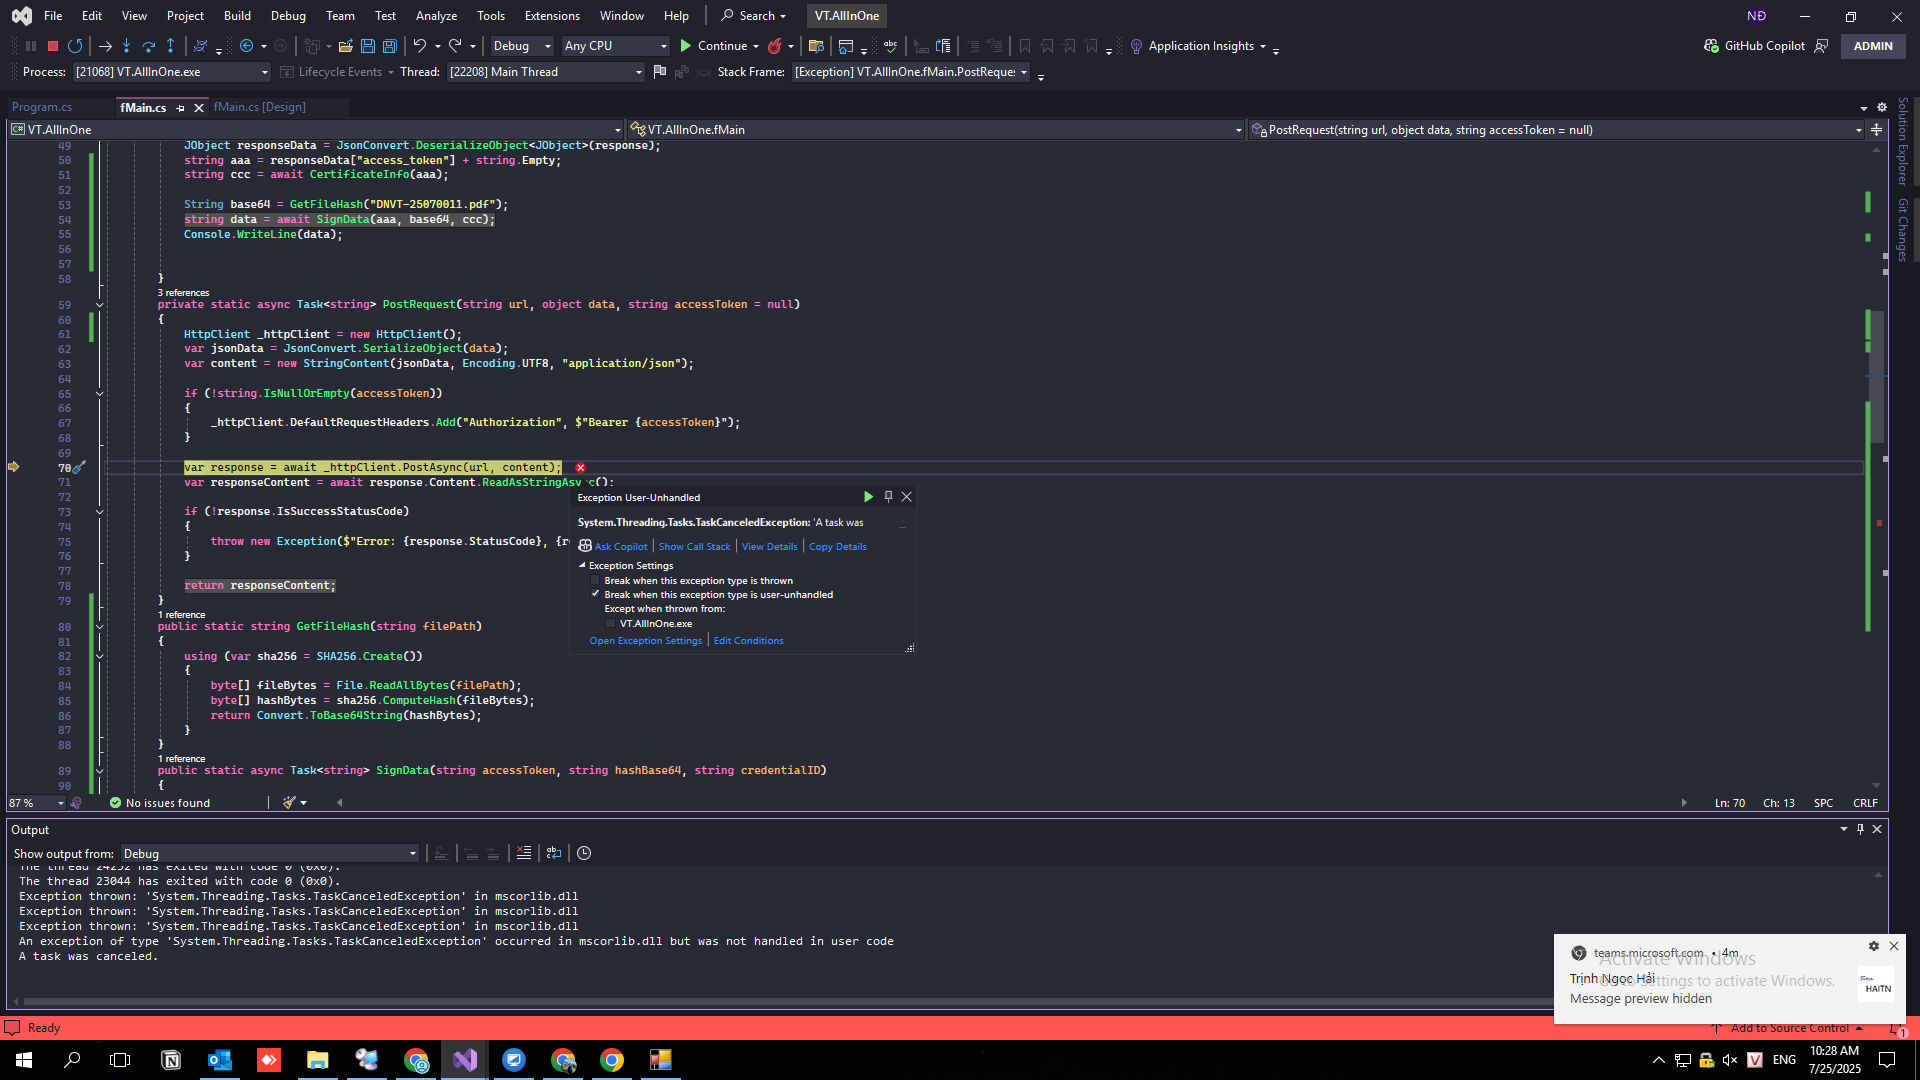 File Edit View Project Build Debug Team Test Analyze Tools Extensions Window Help Search VT.AllInOne NĐ
Debug Any CPU Continue Application Insights GitHub Copilot ADMIN
Process: [21068] VT.AllInOne.exe Lifecycle Events Thread: [22208] Main Thread Stack Frame: [Exception] VT.AllInOne.fMain.PostReques
Program.cs fMain.cs fMain.cs [Design]
C# VT.AllInOne VT.AllInOne.fMain PostRequest(string url, object data, string accessToken = null)
49 JObject responseData = JsonConvert.DeserializeObject<JObject>(response);
50 string aaa = responseData["access_token"] + string.Empty;
51 string ccc = await CertificateInfo(aaa);
52
53 String base64 = GetFileHash("DNVT-25070011.pdf");
54 string data = await SignData(aaa, base64, ccc);
55 Console.WriteLine(data);
56
57
58 }
3 references
59 private static async Task<string> PostRequest(string url, object data, string accessToken = null)
60 {
61 HttpClient _httpClient = new HttpClient();
62 var jsonData = JsonConvert.SerializeObject(data);
63 var content = new StringContent(jsonData, Encoding.UTF8, "application/json");
64
65 if (!string.IsNullOrEmpty(accessToken))
66 {
67 _httpClient.DefaultRequestHeaders.Add("Authorization", $"Bearer {accessToken}");
68 }
69
70 var response = await _httpClient.PostAsync(url, content);
71 var responseContent = await response.Content.ReadAsStringAsync();
72
73 if (!response.IsSuccessStatusCode)
74 {
75 throw new Exception($"Error: {response.StatusCode}, {re
76 }
77
78 return responseContent;
79 }
1 reference
80 public static string GetFileHash(string filePath)
81 {
82 using (var sha256 = SHA256.Create())
83 {
84 byte[] fileBytes = File.ReadAllBytes(filePath);
85 byte[] hashBytes = sha256.ComputeHash(fileBytes);
86 return Convert.ToBase64String(hashBytes);
87 }
88 }
1 reference
89 public static async Task<string> SignData(string accessToken, string hashBase64, string credentialID)
90 {
Exception User-Unhandled
System.Threading.Tasks.TaskCanceledException: 'A task was
Ask Copilot Show Call Stack View Details Copy Details
Exception Settings
Break when this exception type is thrown
Break when this exception type is user-unhandled
Except when thrown from:
VT.AllInOne.exe
Open Exception Settings Edit Conditions
Solution Explorer
Git Changes
87 % No issues found Ln: 70 Ch: 13 SPC CRLF
Output
Show output from: Debug
The thread 24252 has exited with code 0 (0x0).
The thread 23044 has exited with code 0 (0x0).
Exception thrown: 'System.Threading.Tasks.TaskCanceledException' in mscorlib.dll
Exception thrown: 'System.Threading.Tasks.TaskCanceledException' in mscorlib.dll
Exception thrown: 'System.Threading.Tasks.TaskCanceledException' in mscorlib.dll
An exception of type 'System.Threading.Tasks.TaskCanceledException' occurred in mscorlib.dll but was not handled in user code
A task was canceled.
teams.microsoft.com • 4m
Activate Windows
Trịnh Ngọc Hải
Go to Settings to activate Windows.
Message preview hidden
HAITN
Ready Add to Source Control 1
ENG 10:28 AM
7/25/2025